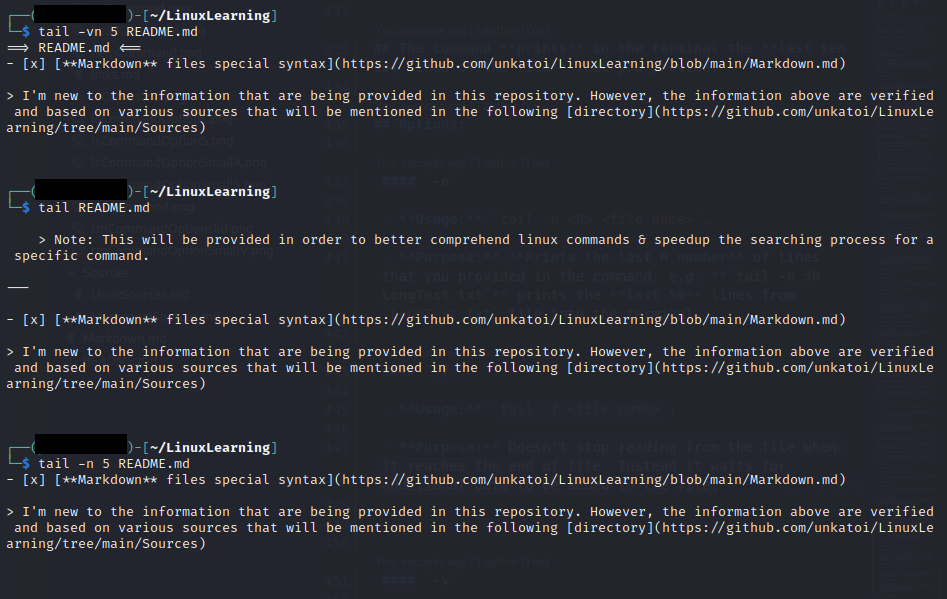 ┌──( )-[~/LinuxLearning]
└─$ tail -vn 5 README.md
==> README.md <==
- [x] [**Markdown** files special syntax](https://github.com/unkatoi/LinuxLearning/blob/main/Markdown.md)
> I'm new to the information that are being provided in this repository. However, the information above are verified
and based on various sources that will be mentioned in the following [directory](https://github.com/unkatoi/LinuxLe
arning/tree/main/Sources)
┌──( )-[~/LinuxLearning]
└─$ tail README.md
> Note: This will be provided in order to better comprehend linux commands & speedup the searching process for a
specific command.
---
- [x] [**Markdown** files special syntax](https://github.com/unkatoi/LinuxLearning/blob/main/Markdown.md)
> I'm new to the information that are being provided in this repository. However, the information above are verified
and based on various sources that will be mentioned in the following [directory](https://github.com/unkatoi/LinuxLe
arning/tree/main/Sources)
┌──( )-[~/LinuxLearning]
└─$ tail -n 5 README.md
- [x] [**Markdown** files special syntax](https://github.com/unkatoi/LinuxLearning/blob/main/Markdown.md)
> I'm new to the information that are being provided in this repository. However, the information above are verified
and based on various sources that will be mentioned in the following [directory](https://github.com/unkatoi/LinuxLe
arning/tree/main/Sources)